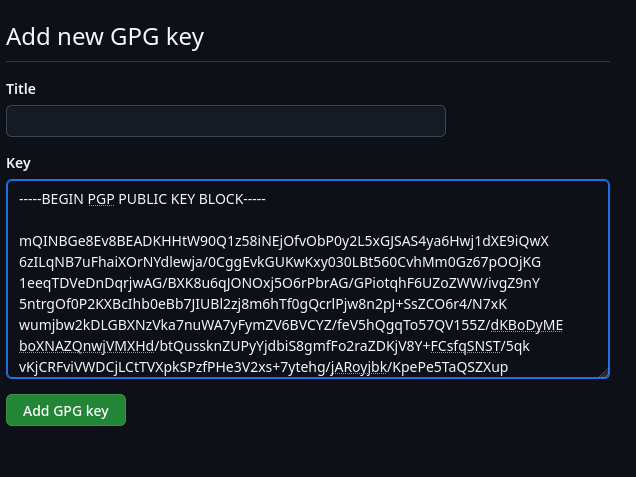 Add new GPG key
Title
Key
-----BEGIN PGP PUBLIC KEY BLOCK-----
mQINBGe8Ev8BEADKHHtW90Q1z58iNEjOfvObP0y2L5xGJSAS4ya6Hwj1dXE9iQwX
6zILqNB7uFhaiXOrNYdlewja/0CggEvkGUKwKxy030LBt560CvhMm0Gz67pOOjKG
1eeqTDVeDnDqrjwAG/BXK8u6qJONOxj5O6rPbrAG/GPiotqhF6UZoZWW/ivgZ9nY
5ntrgOf0P2KXBcIhb0eBb7JIUBl2zj8m6hTf0gQcrlPjw8n2pJ+SsZCO6r4/N7xK
wumjbw2kDLGBXNzVka7nuWA7yFymZV6BVCYZ/feV5hQgqTo57QV155Z/dKBoDyME
boXNAZQnwjVMXHd/btQussknZUPyYjdbiS8gmfFo2raZDKjV8Y+FCsfqSNST/5qk
vKjCRFviVWDCjLCtTVXpkSPzfPHe3V2xs+7ytehg/jARoyjbk/KpePe5TaQSZXup
Add GPG key